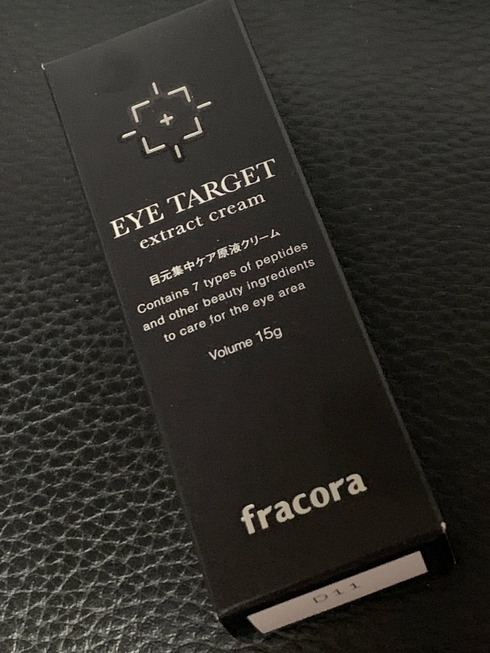 EYE TARGET
extract cream
目元集中ケア原液クリーム
Contains 7 types of peptides
and other beauty ingredients
to care for the eye area
Volume 15g
fracora
D11